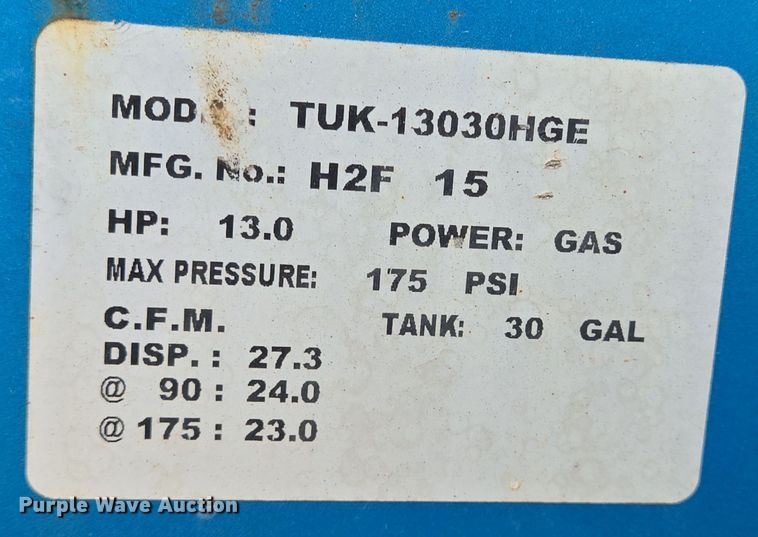 TUK-13030HGE
MFG. No.: H2F 15
HP: 13.0 POWER: GAS
MAX PRESSURE: 175 PSI
C.F.M. TANK: 30 GAL
DISP.: 27.3
@ 90: 24.0
@ 175: 23.0
Purple Wave Auction